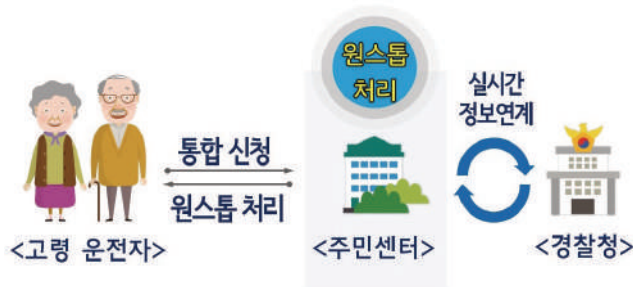 원스톱
처리
실시간
정보연계
통합 신청
원스톱 처리
<고령 운전자>
<주민센터>
<경찰청>